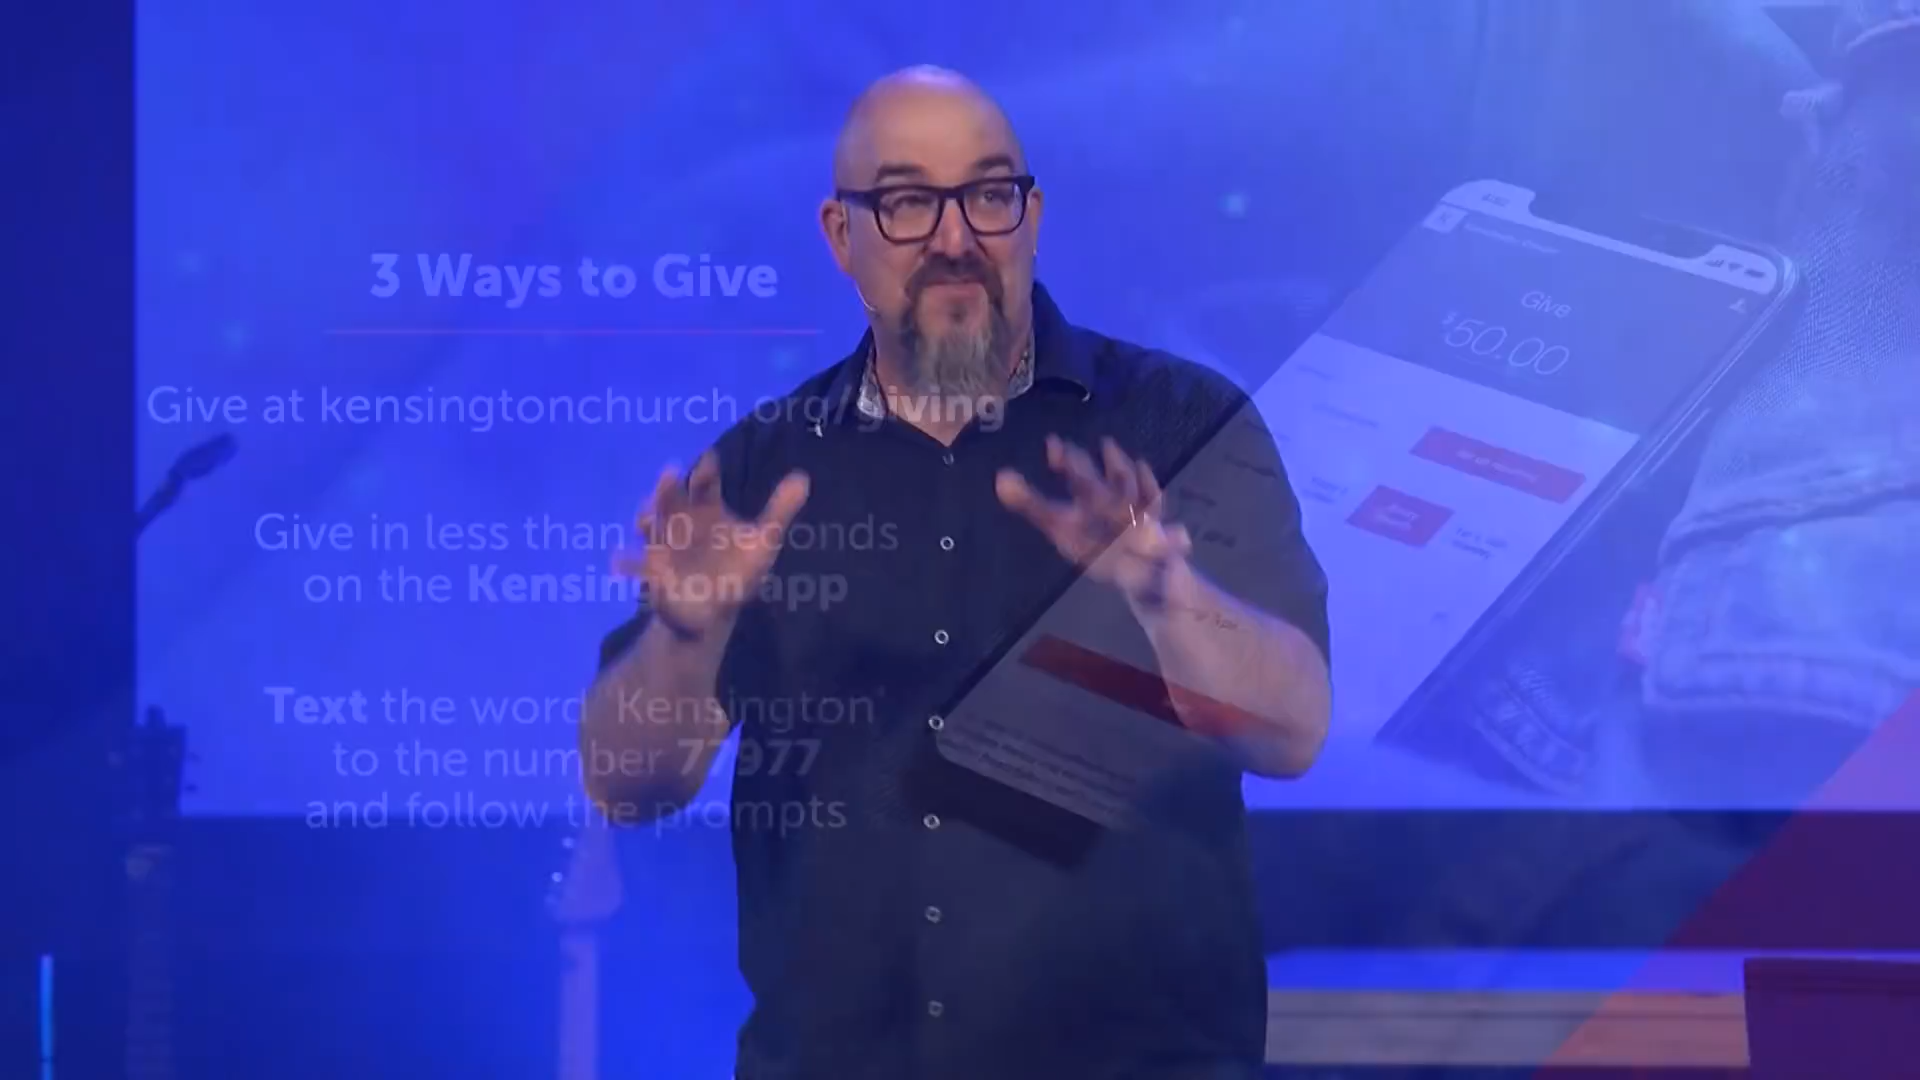 3 Ways to Give
Give at kensingtonchurch.org/giving
Give in less than 10 seconds
on the Kensington app
Text the word 'Kensington'
to the number 77977
and follow the prompts
Give
$50.00